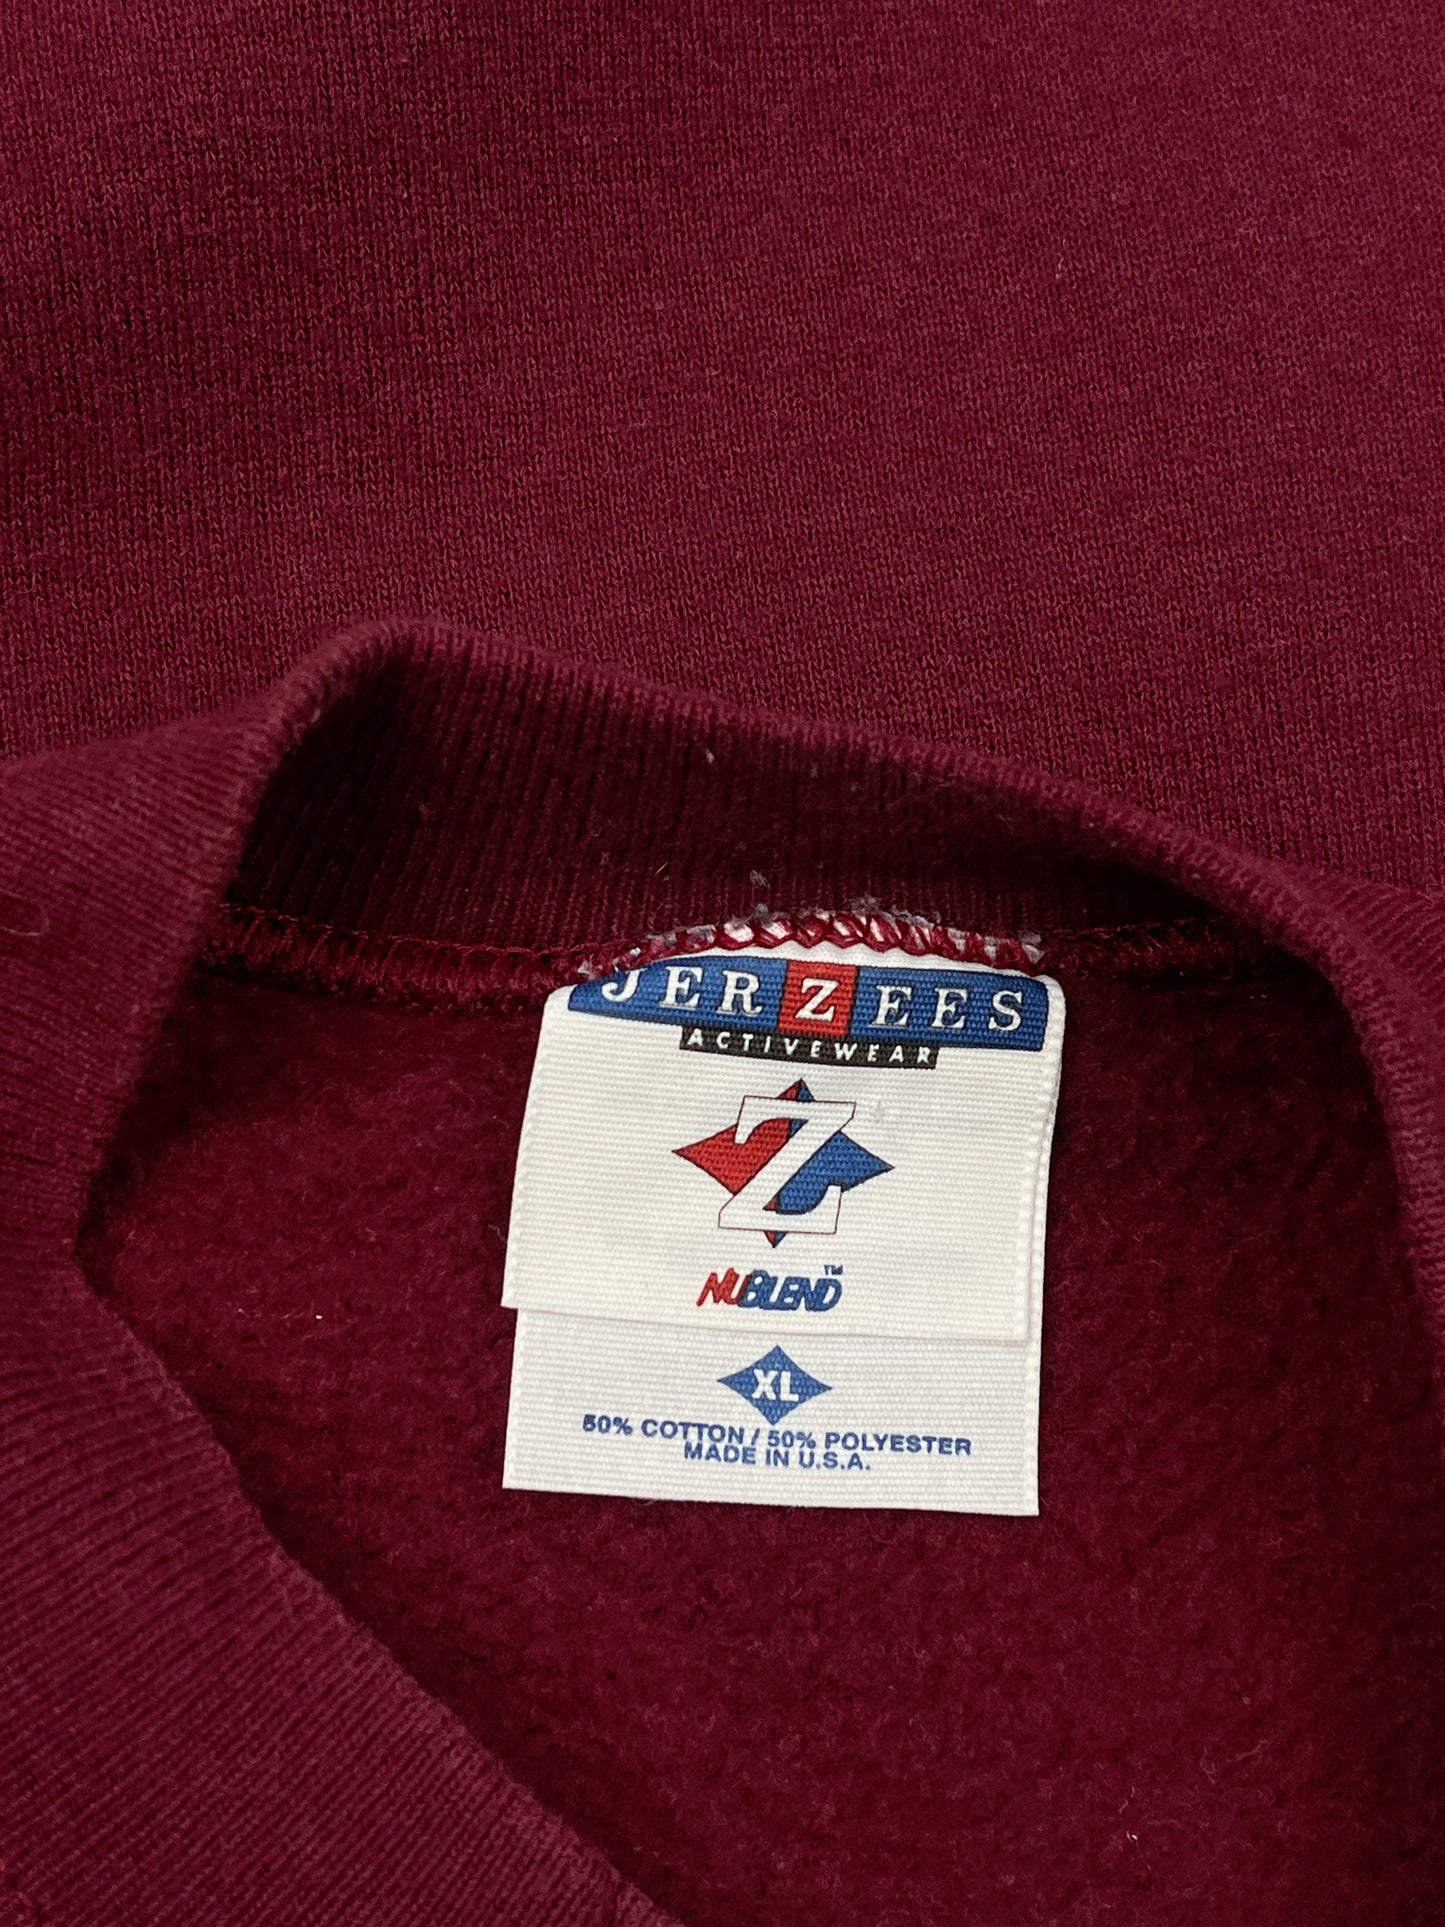 JERZEES
ACTIVEWEAR
Z
NUBLEND™
XL
50% COTTON / 50% POLYESTER
MADE IN U.S.A.